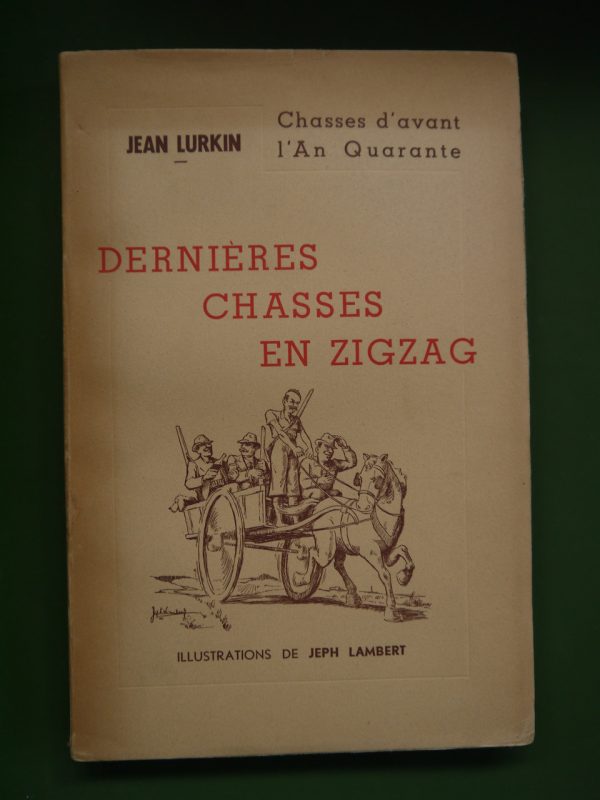 JEAN LURKIN
Chasses d'avant
l'An Quarante
DERNIÈRES
CHASSES
EN ZIGZAG
ILLUSTRATIONS DE JEPH LAMBERT